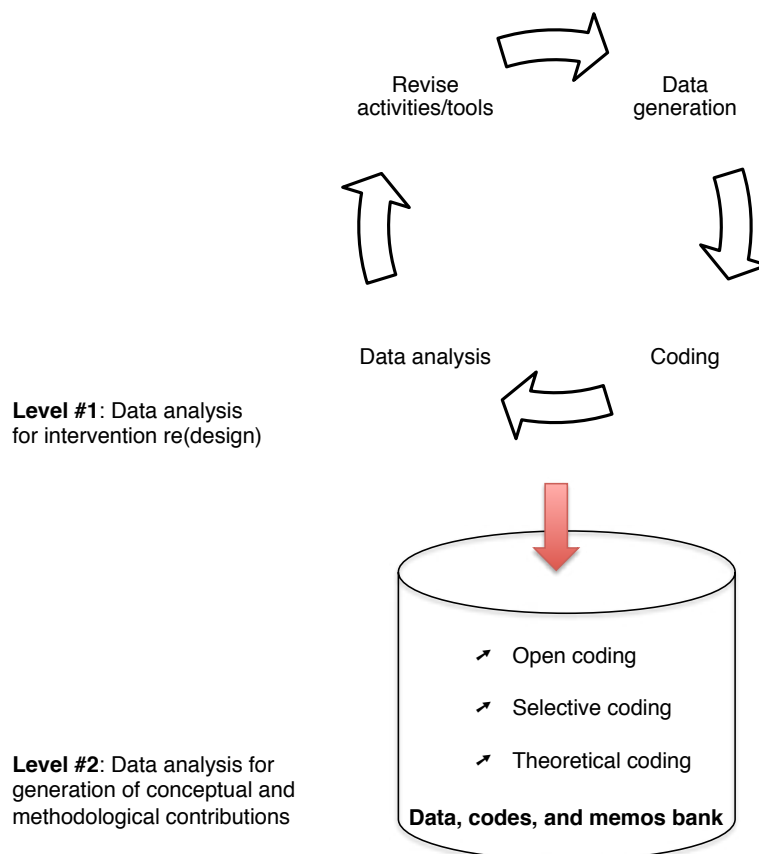 Revise
activities/tools
Data
generation
Data analysis
Coding
Level #1: Data analysis
for intervention re(design)
Open coding
Selective coding
Theoretical coding
Level #2: Data analysis for
generation of conceptual and
methodological contributions
Data, codes, and memos bank